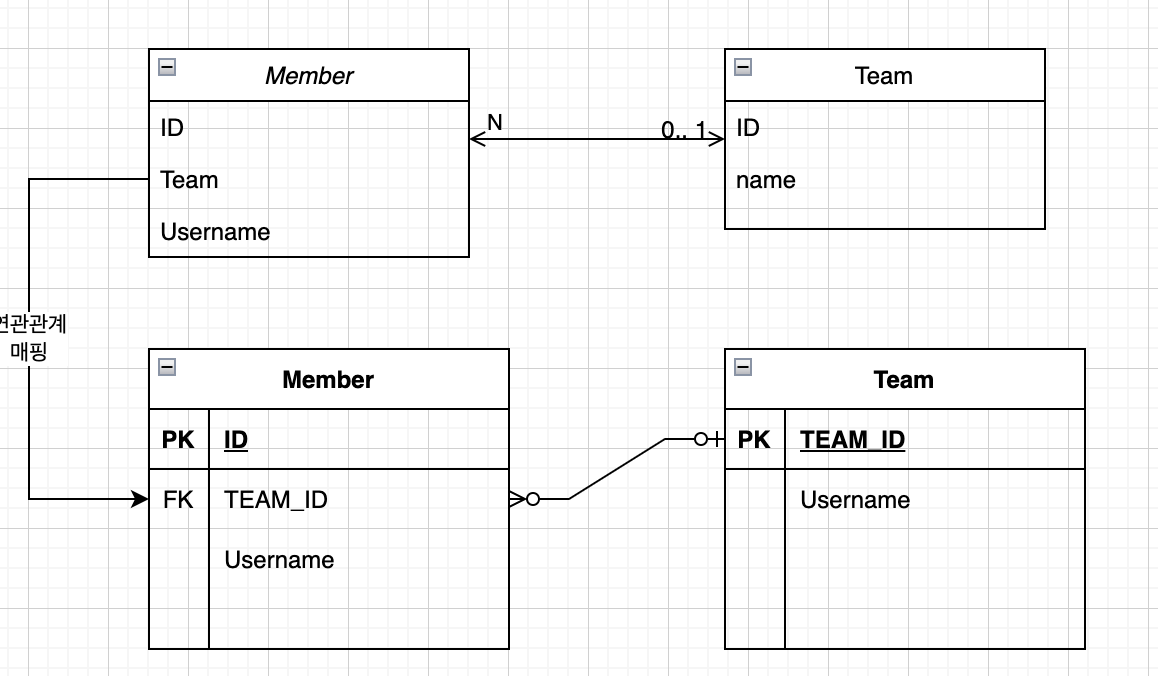 Member
Team
ID
N
0.. 1
ID
Team
name
Username
연관관계
매핑
Member
Team
PK
ID
PK
TEAM_ID
FK
TEAM_ID
Username
Username